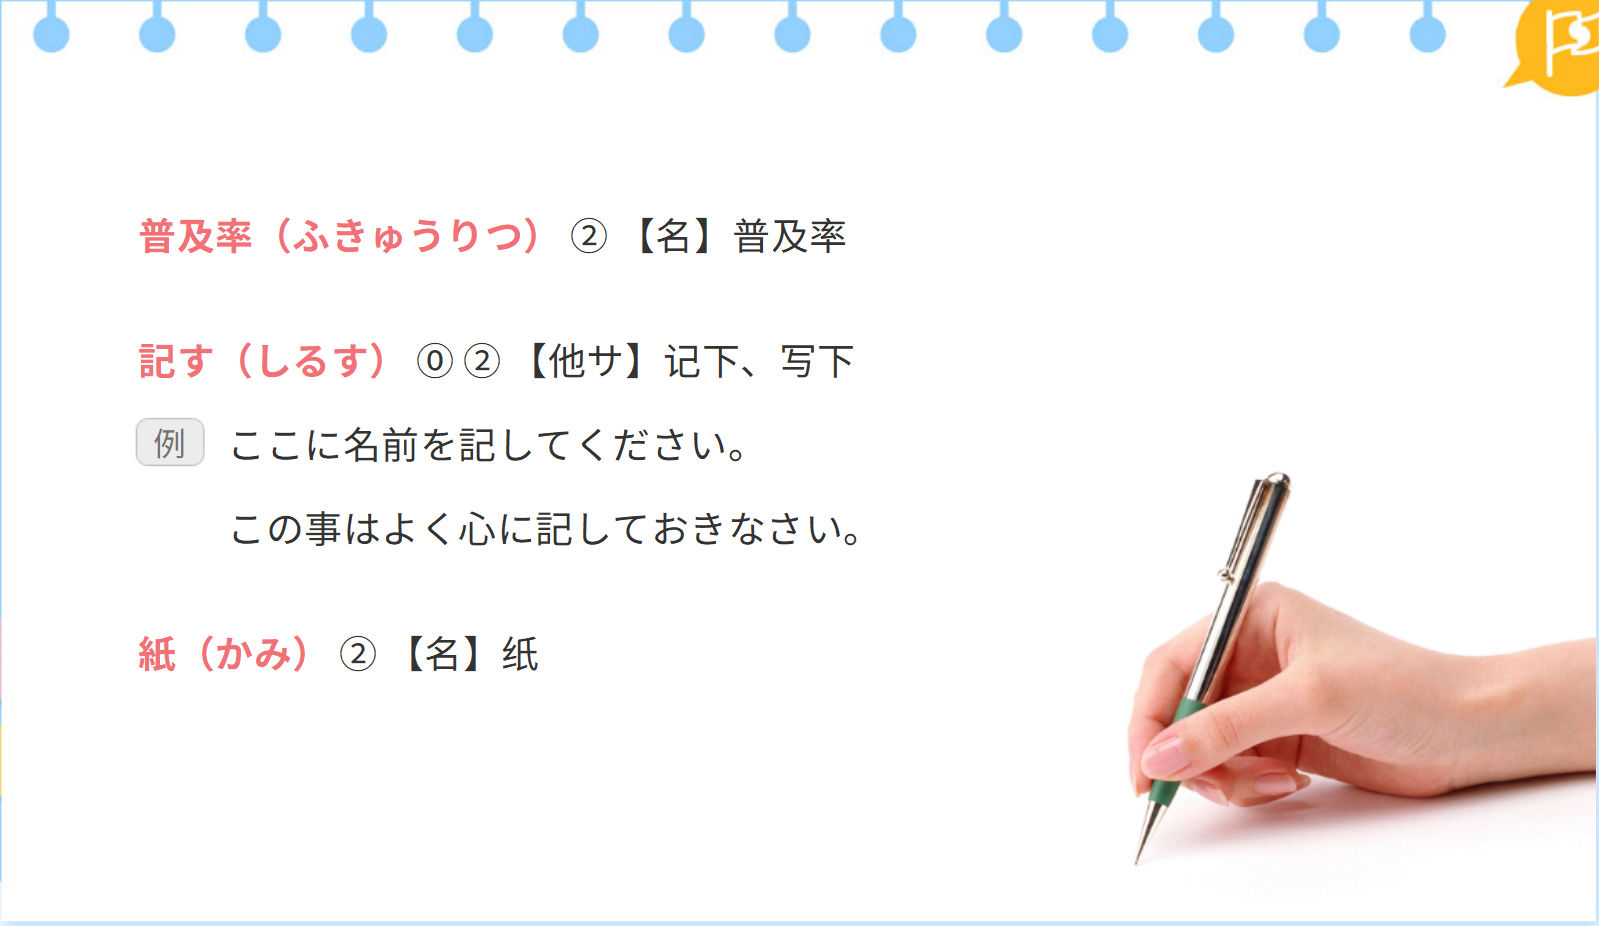 普及率（ふきゅうりつ） ② 【名】普及率
記す（しるす） ⓪ ② 【他サ】记下、写下
例 ここに名前を記してください。
この事はよく心に記しておきなさい。
紙（かみ） ② 【名】纸